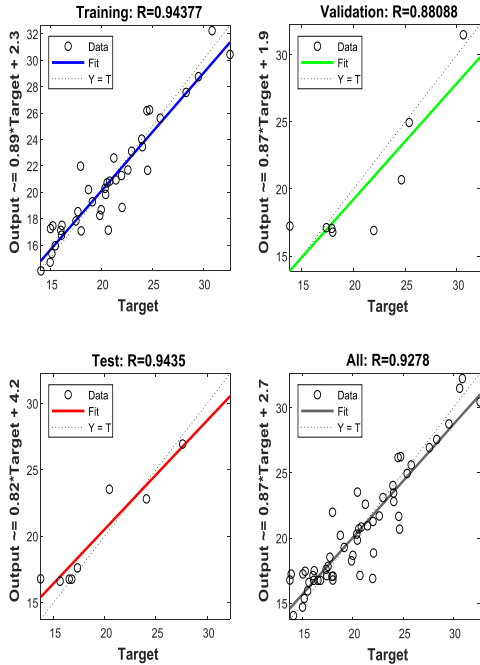 Training: R=0.94377
Output ~= 0.89*Target + 2.3
32
30
28
26
24
22
20
18
16
14
Data
Fit
Y = T
15
20
25
30
Target
Validation: R=0.88088
Output ~= 0.87*Target + 1.9
30
25
20
15
Data
Fit
Y = T
15
20
25
30
Target
Test: R=0.9435
Output ~= 0.82*Target + 4.2
30
25
20
15
Data
Fit
Y = T
15
20
25
30
Target
All: R=0.9278
Output ~= 0.87*Target + 2.7
30
25
20
15
Data
Fit
Y = T
15
20
25
30
Target